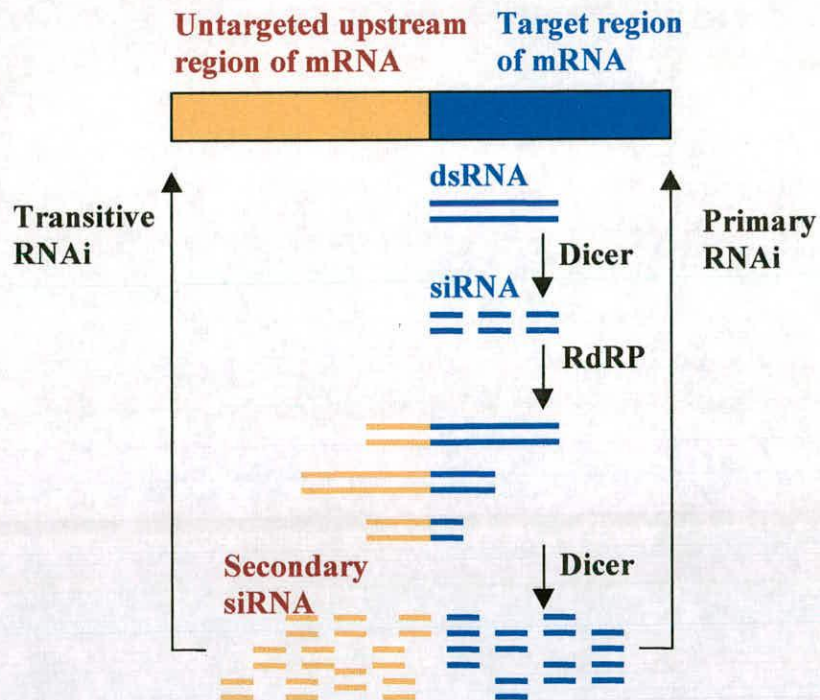 Untargeted upstream
region of mRNA
Target region
of mRNA
dsRNA
Transitive
RNAi
Primary
RNAi
Dicer
siRNA
RdRP
Dicer
Secondary
siRNA